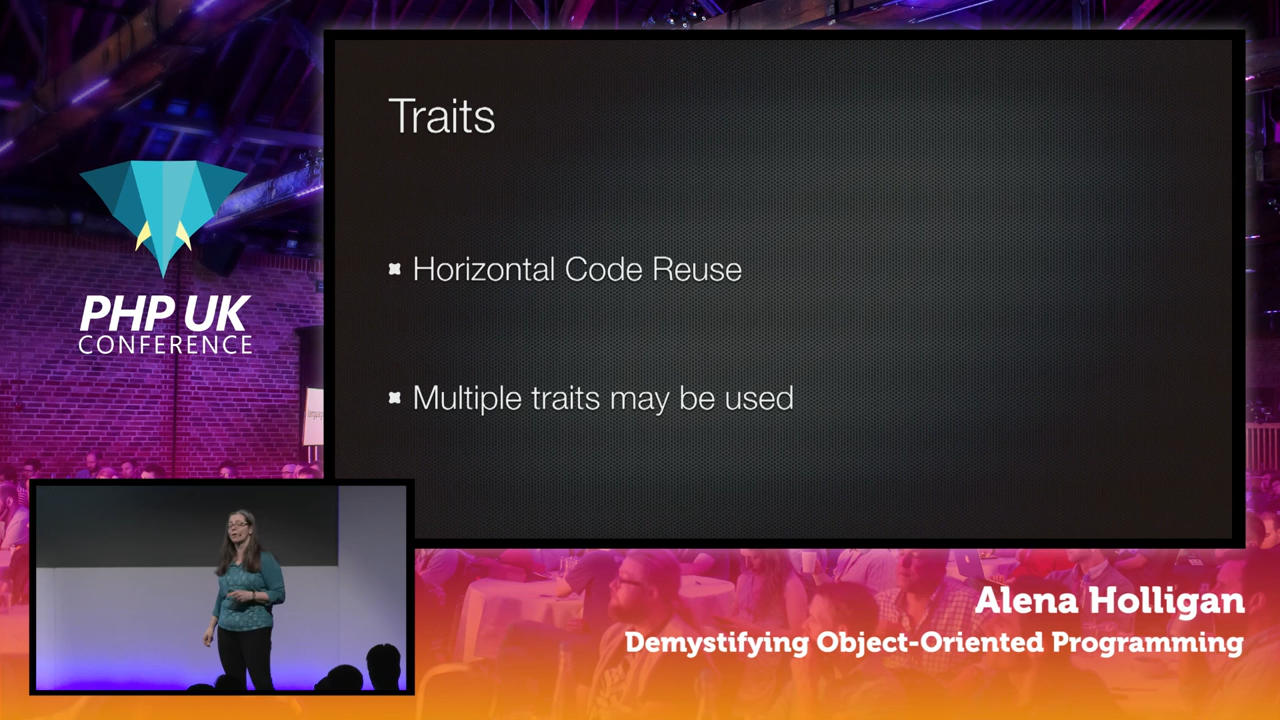 Traits
Horizontal Code Reuse
Multiple traits may be used
PHP UK
CONFERENCE
Alena Holligan
Demystifying Object-Oriented Programming